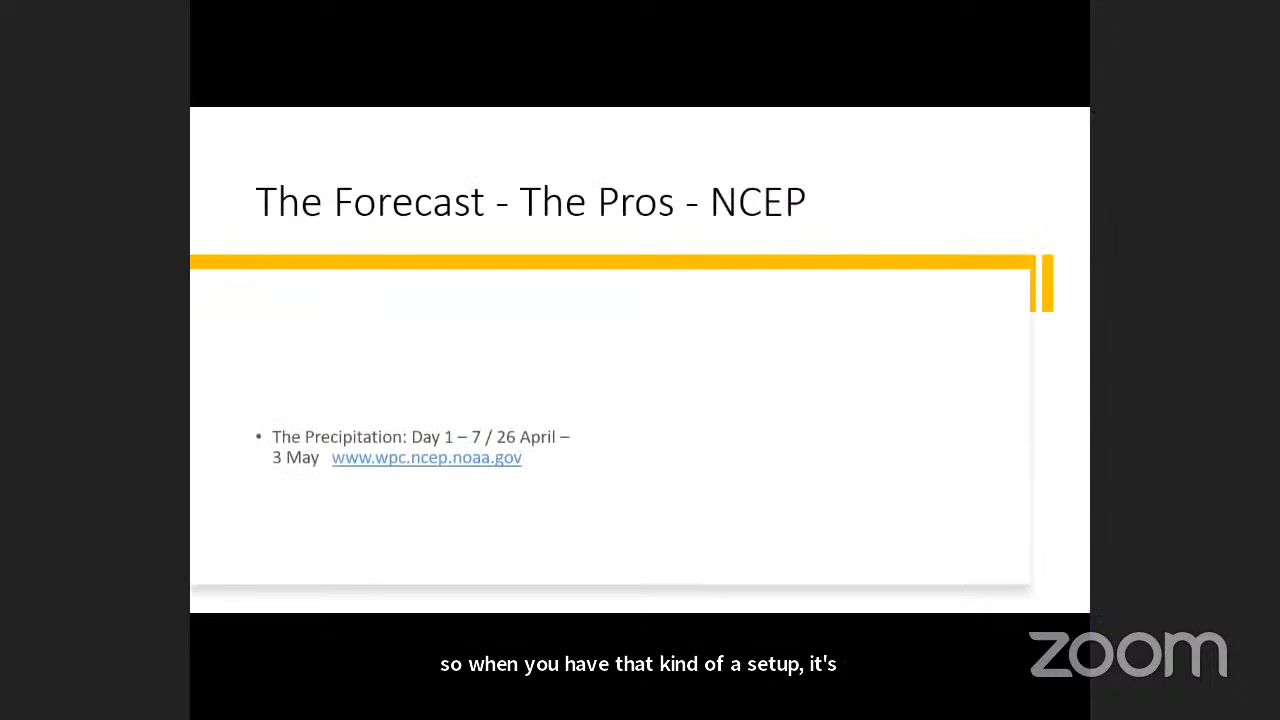 The Forecast - The Pros - NCEP
• The Precipitation: Day 1 – 7 / 26 April –
3 May www.wpc.ncep.noaa.gov
so when you have that kind of a setup, it's
zoom